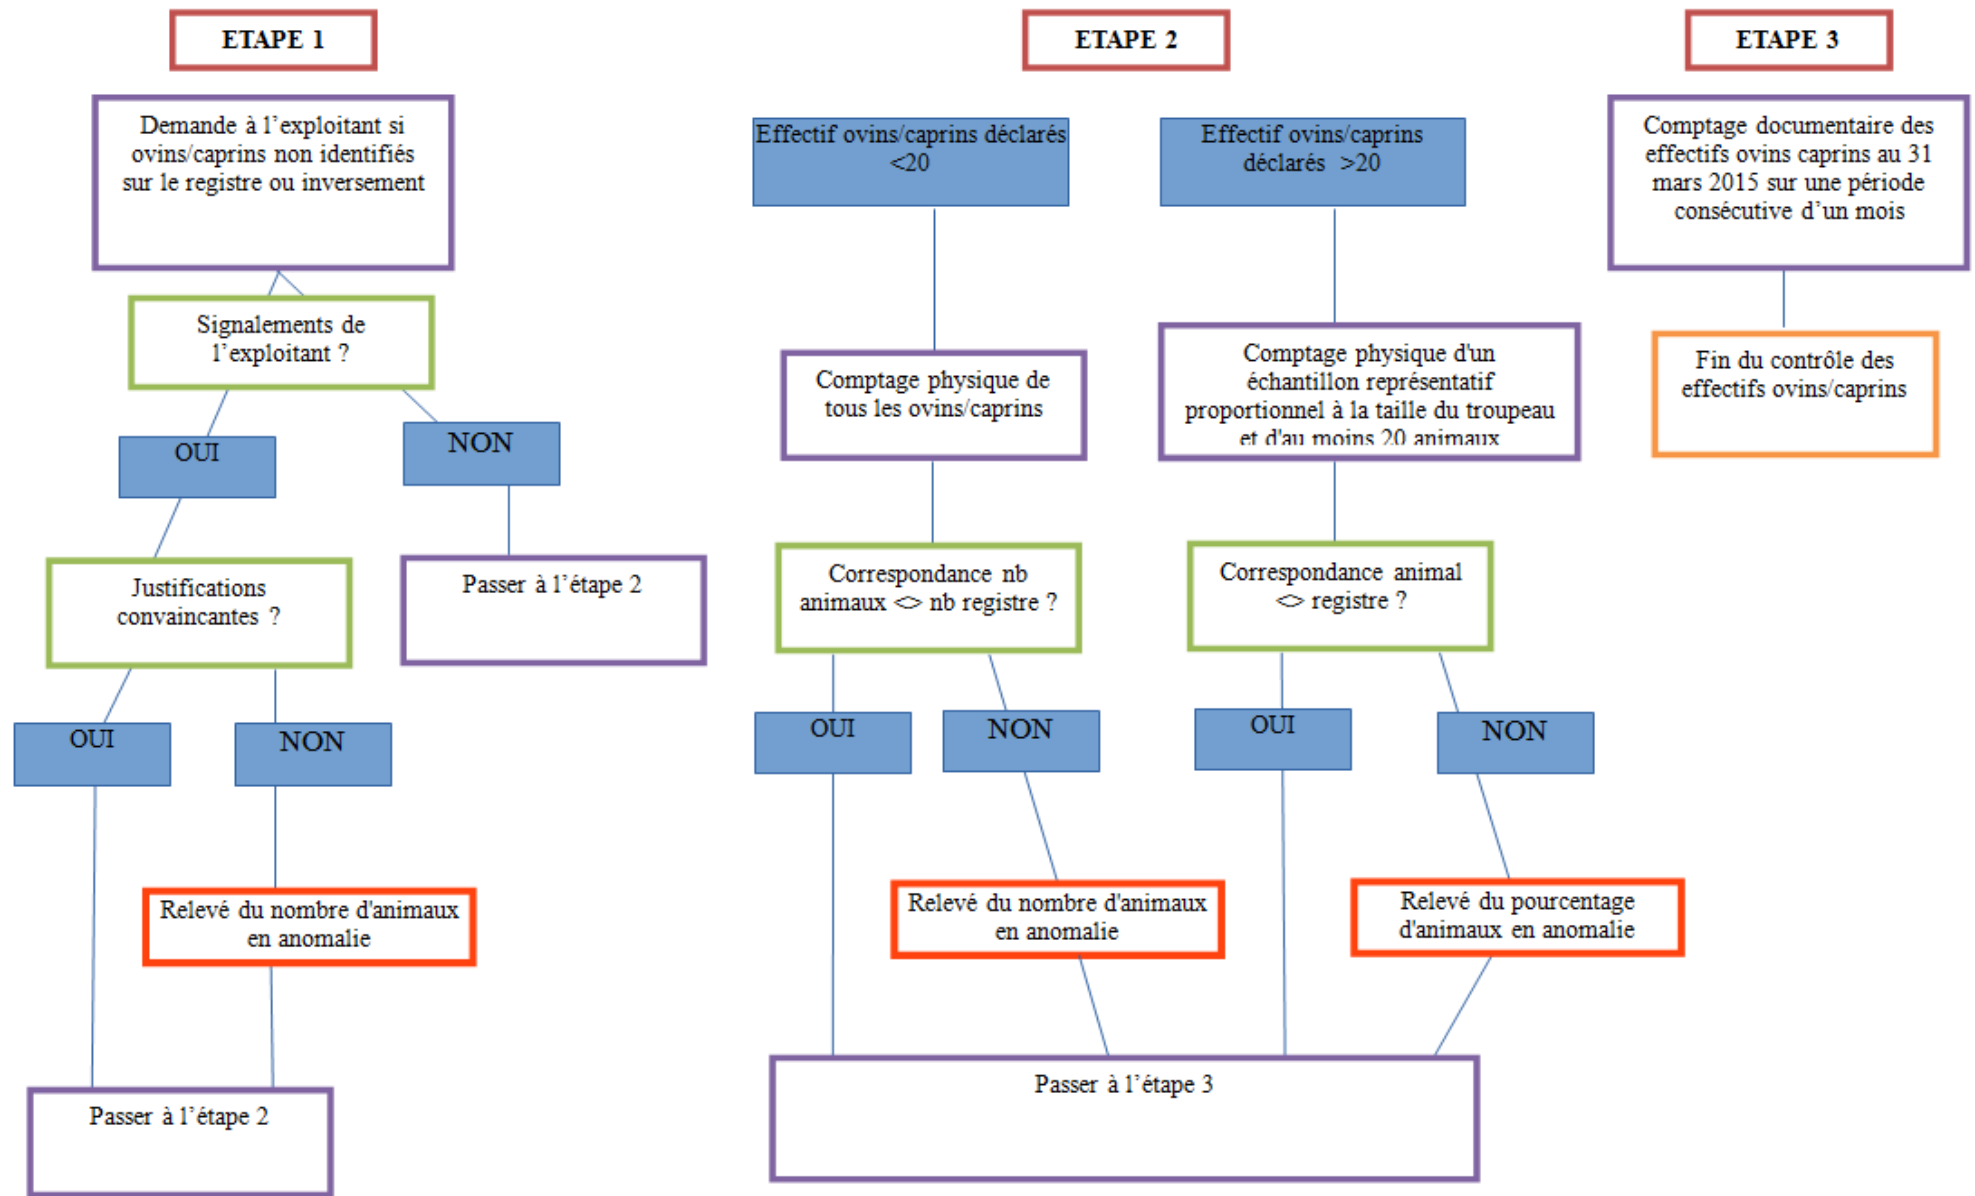 ETAPE 1
Demande à l’exploitant si
ovins/caprins non identifiés
sur le registre ou inversement
Signalements de
l’exploitant ?
OUI
NON
Justifications
convaincantes ?
Passer à l’étape 2
OUI
NON
Relevé du nombre d'animaux
en anomalie
Passer à l’étape 2
ETAPE 2
Effectif ovins/caprins déclarés
<20
Effectif ovins/caprins
déclarés >20
Comptage physique de
tous les ovins/caprins
Comptage physique d'un
échantillon représentatif
proportionnel à la taille du troupeau
et d'au moins 20 animaux
Correspondance nb
animaux <> nb registre ?
Correspondance animal
<> registre ?
OUI
NON
OUI
NON
Relevé du nombre d'animaux
en anomalie
Relevé du pourcentage
d'animaux en anomalie
Passer à l’étape 3
ETAPE 3
Comptage documentaire des
effectifs ovins caprins au 31
mars 2015 sur une période
consécutive d’un mois
Fin du contrôle des
effectifs ovins/caprins